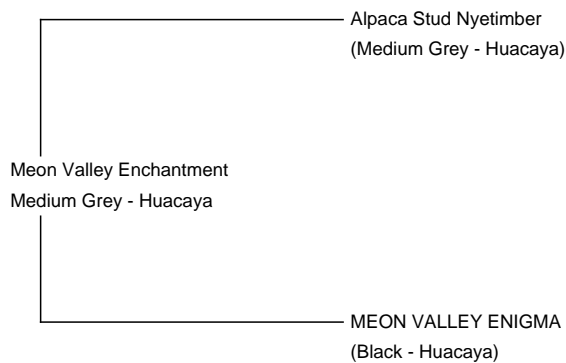 Alpaca Stud Nyetimber
(Medium Grey - Huacaya)
Meon Valley Enchantment
Medium Grey - Huacaya
MEON VALLEY ENIGMA
(Black - Huacaya)